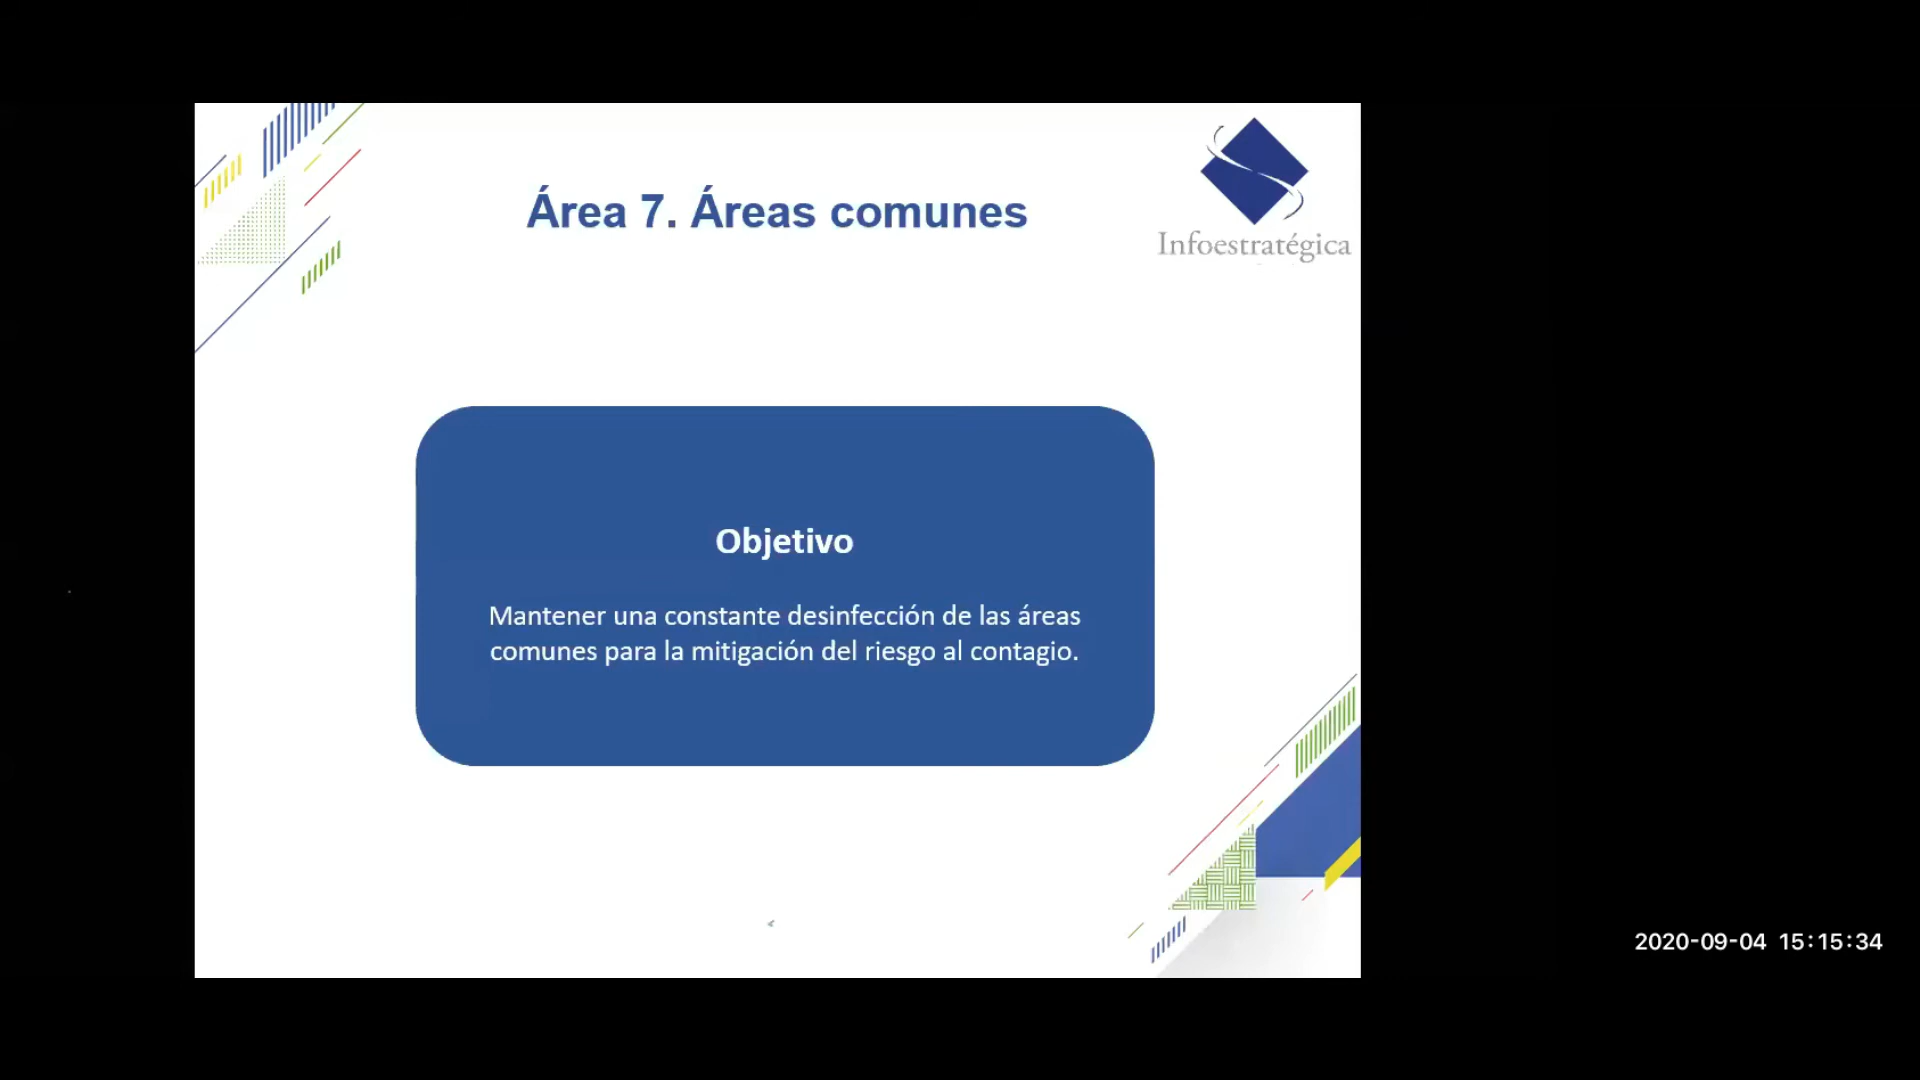 Área 7. Áreas comunes
Infoestratégica
Objetivo
Mantener una constante desinfección de las áreas
comunes para la mitigación del riesgo al contagio.
2020-09-04 15:15:34